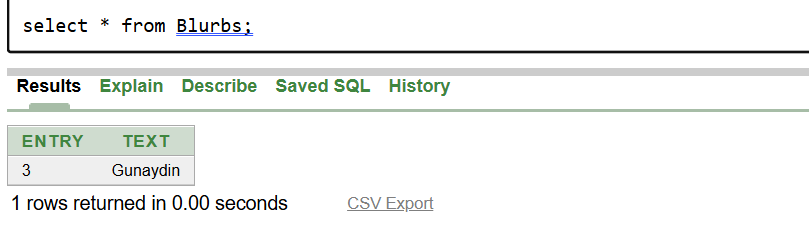 select * from Blurbs;
Results Explain Describe Saved SQL History
ENTRY TEXT
3 Gunaydin
1 rows returned in 0.00 seconds CSV Export